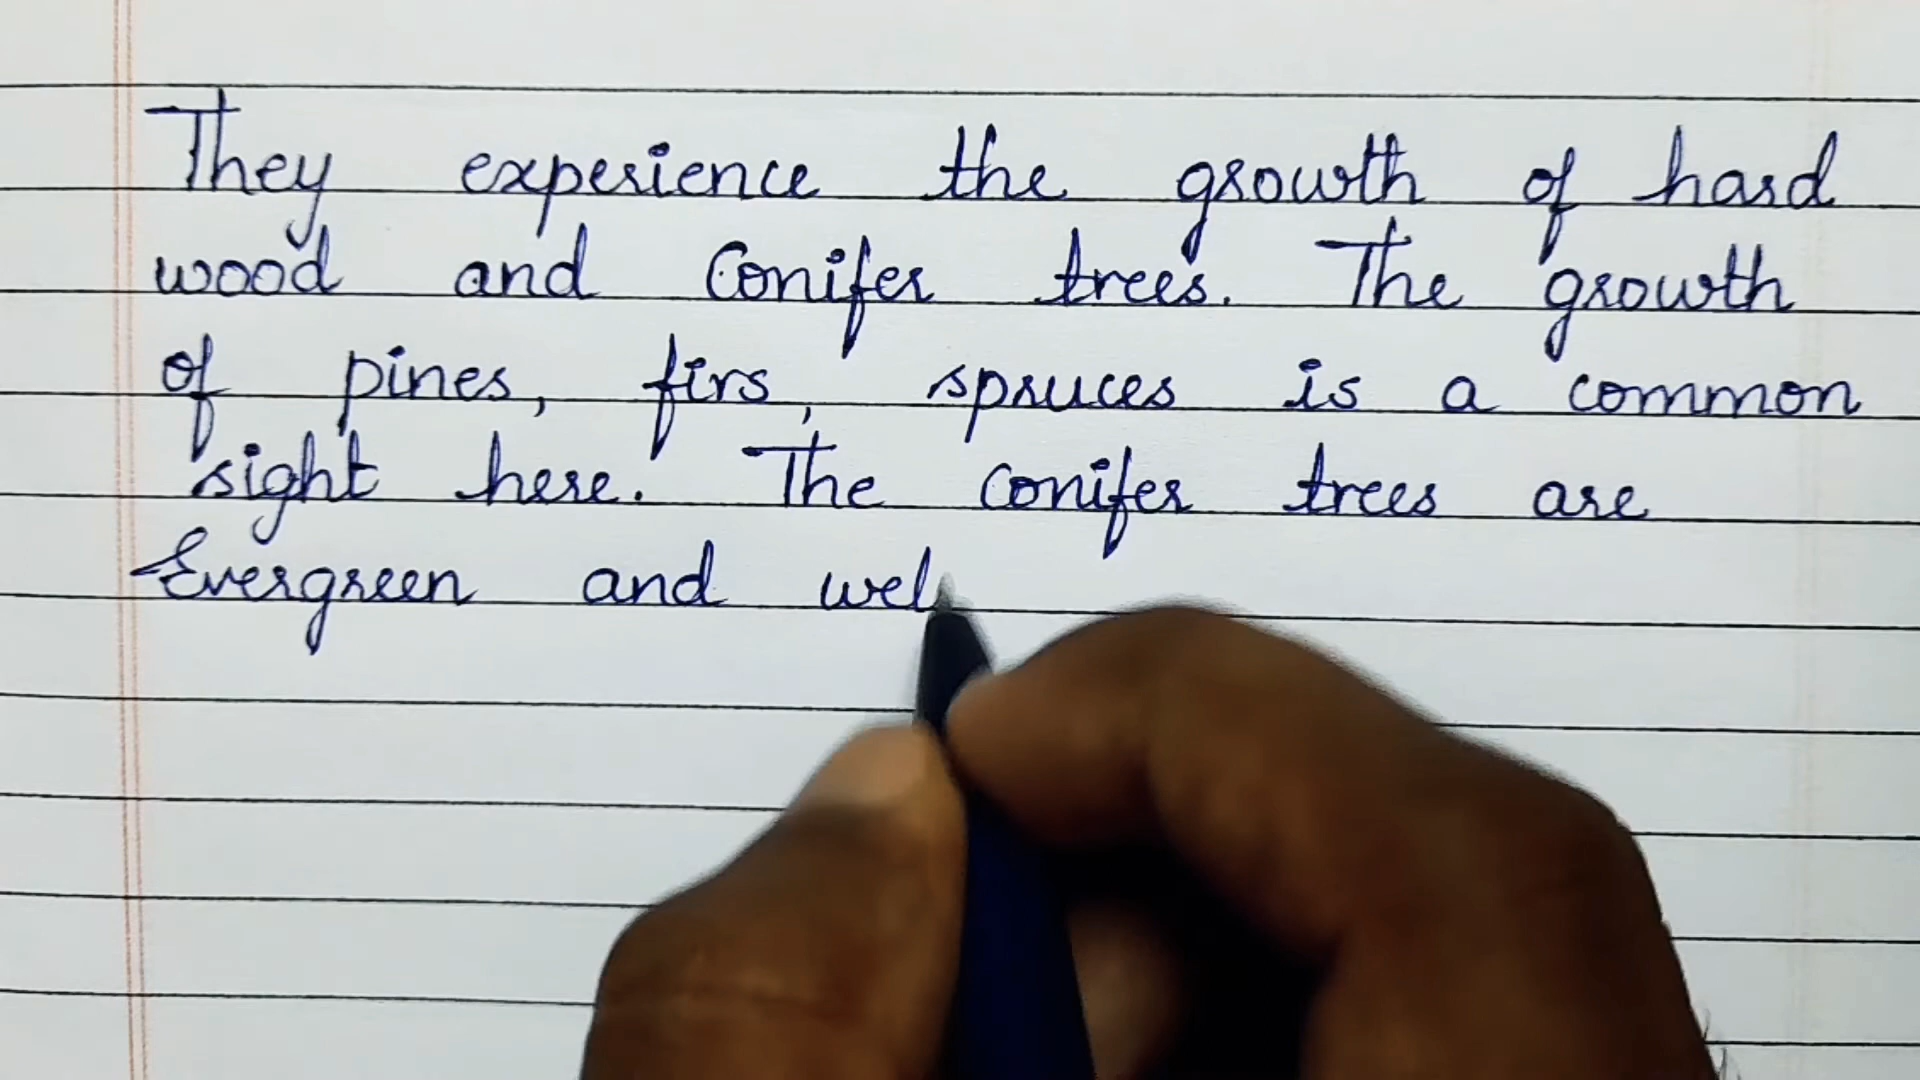 They experience the growth of hard
wood and Conifer trees. The growth
of pines, firs, spruces is a common
sight here. The Conifer trees are
Evergreen and wel